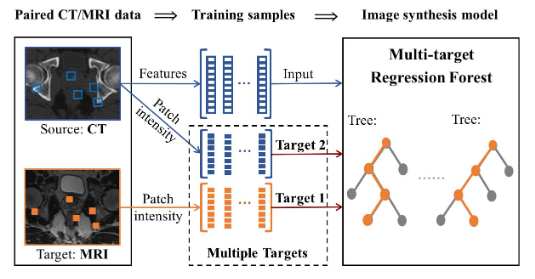 Paired CT/MRI data ⟹ Training samples ⟹ Image synthesis model
Features
Input
Multi-target
Regression Forest
Patch
intensity
Source: CT
Target 2
Tree:
Tree:
......
Patch
intensity
Target 1
Target: MRI
Multiple Targets